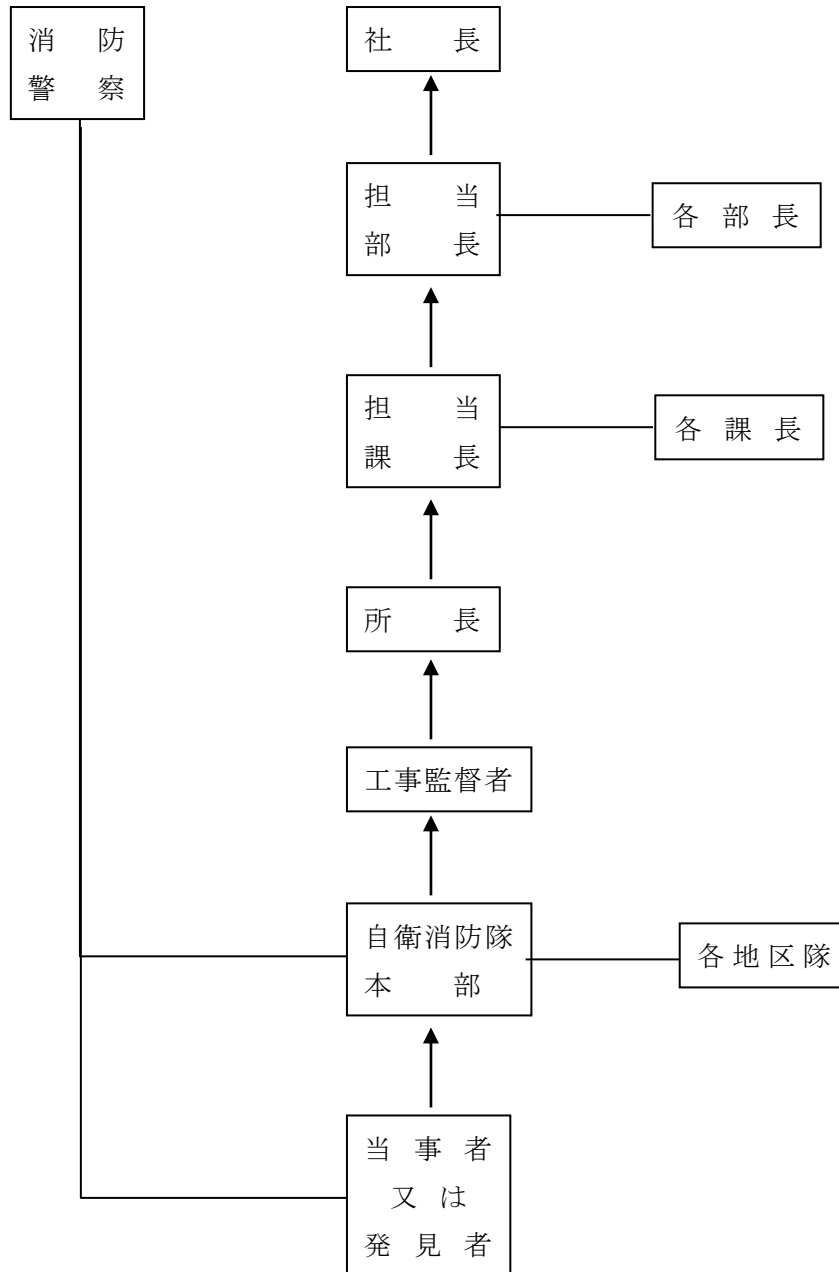 消 防
警 察
社 長
担 当
部 長
各 部 長
担 当
課 長
各 課 長
所 長
工事監督者
自衛消防隊
本 部
各地区隊
当 事 者
又 は
発 見 者